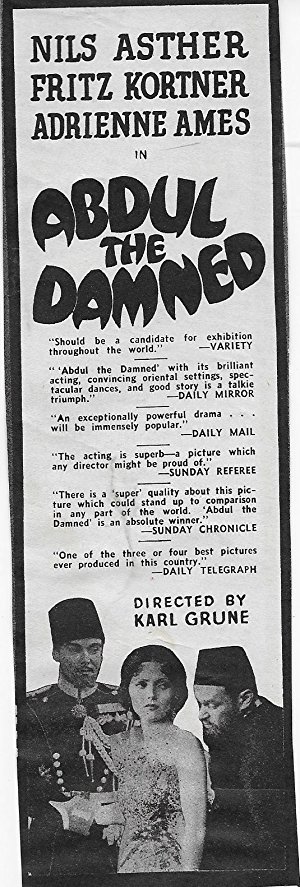 NILS ASTHER
FRITZ KORTNER
ADRIENNE AMES
IN
ABDUL
THE
DAMNED
"Should be a candidate for exhibition
throughout the world." —VARIETY
"'Abdul the Damned' with its brilliant
acting, convincing oriental settings, spec-
tacular dances, and good story is a talkie
triumph." —DAILY MIRROR
"An exceptionally powerful drama . . .
will be immensely popular."
—DAILY MAIL
"The acting is superb—a picture which
any director might be proud of."
—SUNDAY REFEREE
"There is a 'super' quality about this pic-
ture which could stand up to comparison
in any part of the world. 'Abdul the
Damned' is an absolute winner."
—SUNDAY CHRONICLE
"One of the three or four best pictures
ever produced in this country."
—DAILY TELEGRAPH
DIRECTED BY
KARL GRUNE